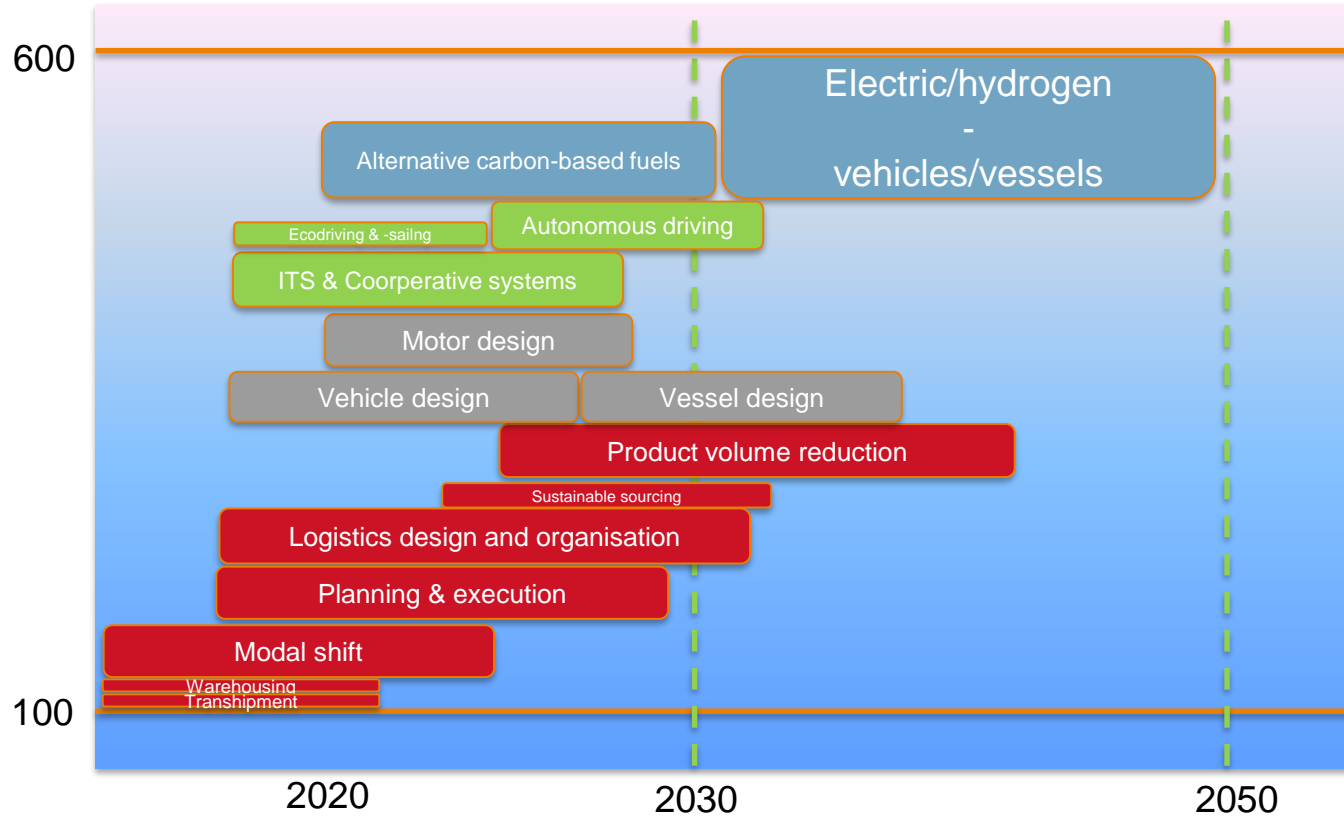 600
Electric/hydrogen
-
vehicles/vessels
Alternative carbon-based fuels
Autonomous driving
Ecodriving & -sailng
ITS & Coorperative systems
Motor design
Vehicle design
Vessel design
Product volume reduction
Sustainable sourcing
Logistics design and organisation
Planning & execution
Modal shift
Warehousing
Transhipment
100
2020
2030
2050